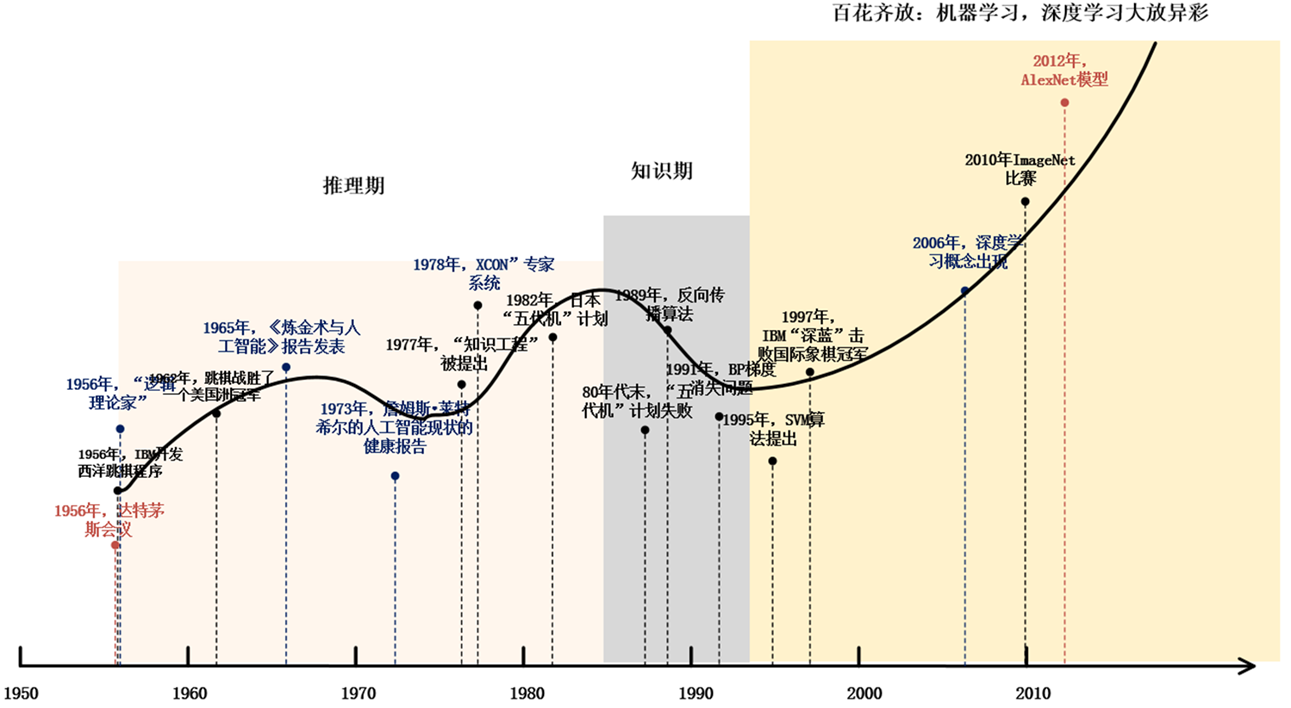 百花齐放：机器学习，深度学习大放异彩
推理期
知识期
1956年，达特茅
斯会议
1956年，IBM开发
西洋跳棋程序
1956年，“逻辑
理论家”
1962年，跳棋战胜了
一个美国洲冠军
1965年，《炼金术与人
工智能》报告发表
1973年，詹姆斯·莱特
希尔的人工智能现状的
健康报告
1977年，“知识工程”
被提出
1978年，XCON”专家
系统
1982年，日本
“五代机”计划
80年代末，“五
代机”计划失败
1989年，反向传
播算法
1991年，BP梯度
消失问题
1995年，SVM算
法提出
1997年，
IBM“深蓝”击
败国际象棋冠军
2006年，深度学
习概念出现
2010年ImageNet
比赛
2012年，
AlexNet模型
1950
1960
1970
1980
1990
2000
2010